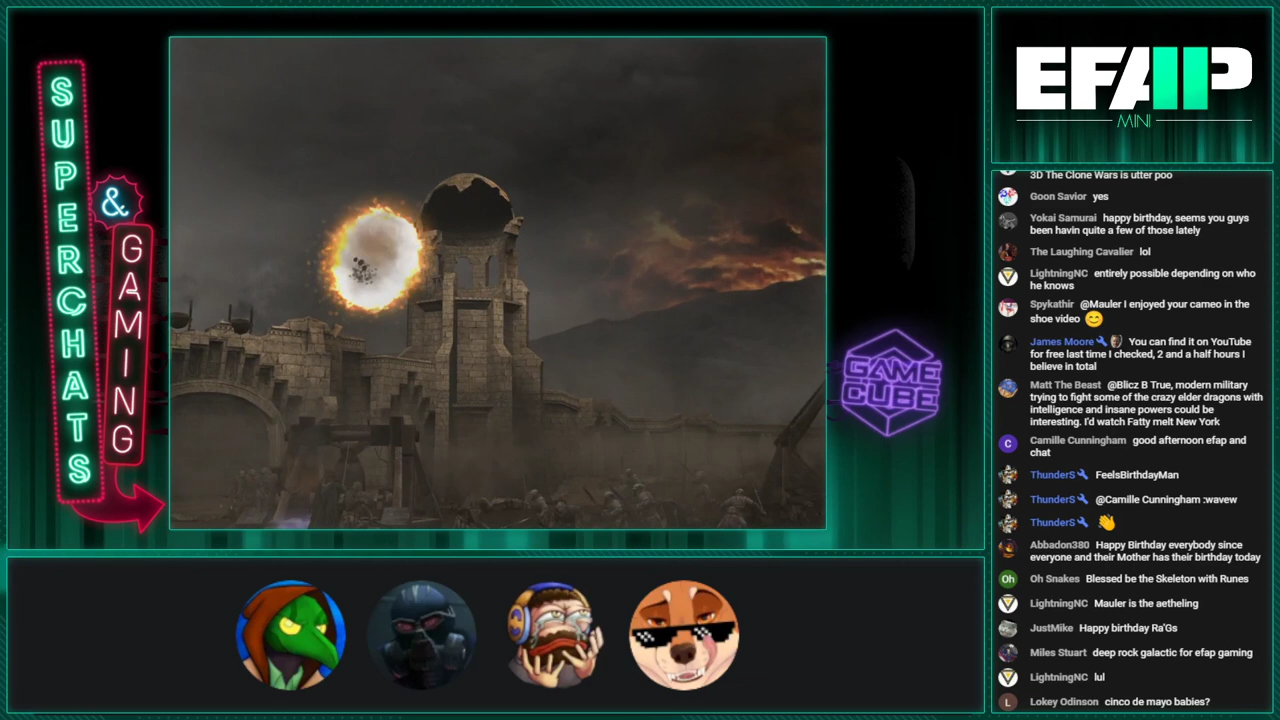 SUPERCHATS
&
GAMING
GAME
CUBE
EFAP
MINI
3D The Clone Wars is utter poo
Goon Savior yes
Yokai Samurai happy birthday, seems you guys
been havin quite a few of those lately
The Laughing Cavalier lol
LightningNC entirely possible depending on who
he knows
Spykathir @Mauler I enjoyed your cameo in the
shoe video 😊
James Moore You can find it on YouTube
for free last time I checked, 2 and a half hours I
believe in total
Matt The Beast @Blicz B True, modern military
trying to fight some of the crazy elder dragons with
intelligence and insane powers could be
interesting. I'd watch Fatty melt New York
C Camille Cunningham good afternoon efap and
chat
ThunderS FeelsBirthdayMan
ThunderS @Camille Cunningham :wavew
ThunderS 👋
Abbadon380 Happy Birthday everybody since
everyone and their Mother has their birthday today
Oh Oh Snakes Blessed be the Skeleton with Runes
LightningNC Mauler is the aetheling
JustMike Happy birthday Ra'Gs
Miles Stuart deep rock galactic for efap gaming
LightningNC lul
L Lokey Odinson cinco de mayo babies?